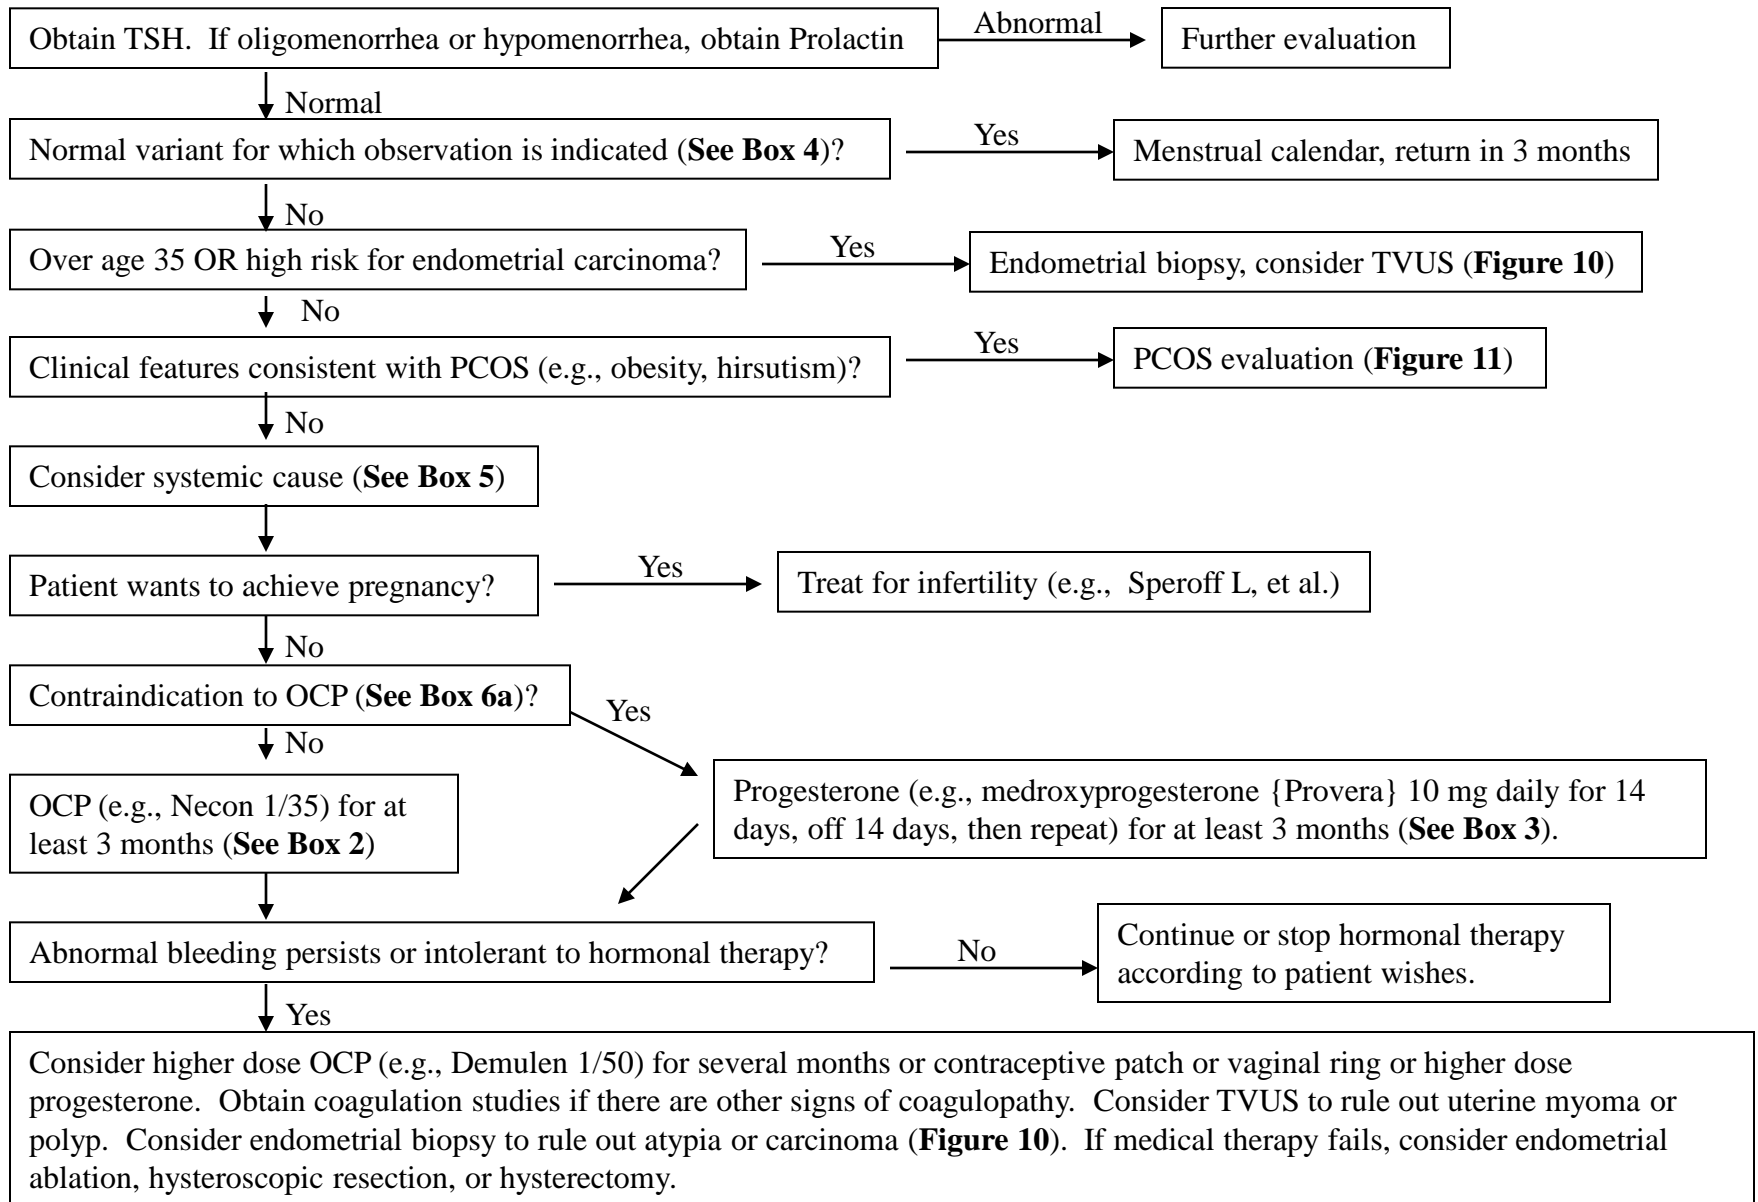 Obtain TSH.  If oligomenorrhea or hypomenorrhea, obtain Prolactin
Abnormal
Further evaluation
Normal
Normal variant for which observation is indicated (See Box 4)?
Yes
Menstrual calendar, return in 3 months
No
Over age 35 OR high risk for endometrial carcinoma?
Yes
Endometrial biopsy, consider TVUS (Figure 10)
No
Clinical features consistent with PCOS (e.g., obesity, hirsutism)?
Yes
PCOS evaluation (Figure 11)
No
Consider systemic cause (See Box 5)
Patient wants to achieve pregnancy?
Yes
Treat for infertility (e.g.,  Speroff L, et al.)
No
Contraindication to OCP (See Box 6a)?
Yes
No
OCP (e.g., Necon 1/35) for at
least 3 months (See Box 2)
Progesterone (e.g., medroxyprogesterone {Provera} 10 mg daily for 14
days, off 14 days, then repeat) for at least 3 months (See Box 3).
Abnormal bleeding persists or intolerant to hormonal therapy?
No
Continue or stop hormonal therapy
according to patient wishes.
Yes
Consider higher dose OCP (e.g., Demulen 1/50) for several months or contraceptive patch or vaginal ring or higher dose
progesterone.  Obtain coagulation studies if there are other signs of coagulopathy.  Consider TVUS to rule out uterine myoma or
polyp.  Consider endometrial biopsy to rule out atypia or carcinoma (Figure 10).  If medical therapy fails, consider endometrial
ablation, hysteroscopic resection, or hysterectomy.